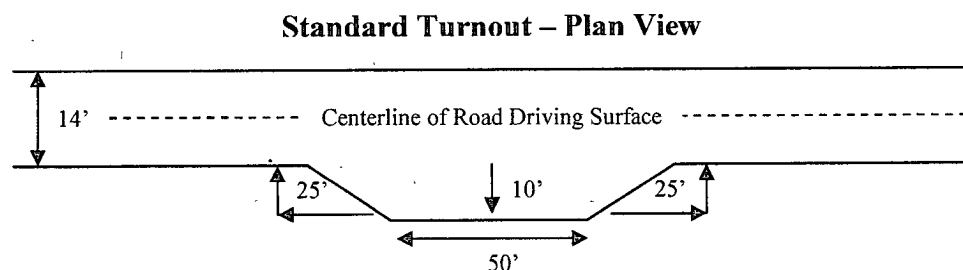 Standard Turnout – Plan View
14’
Centerline of Road Driving Surface
25’
10’
25’
50’